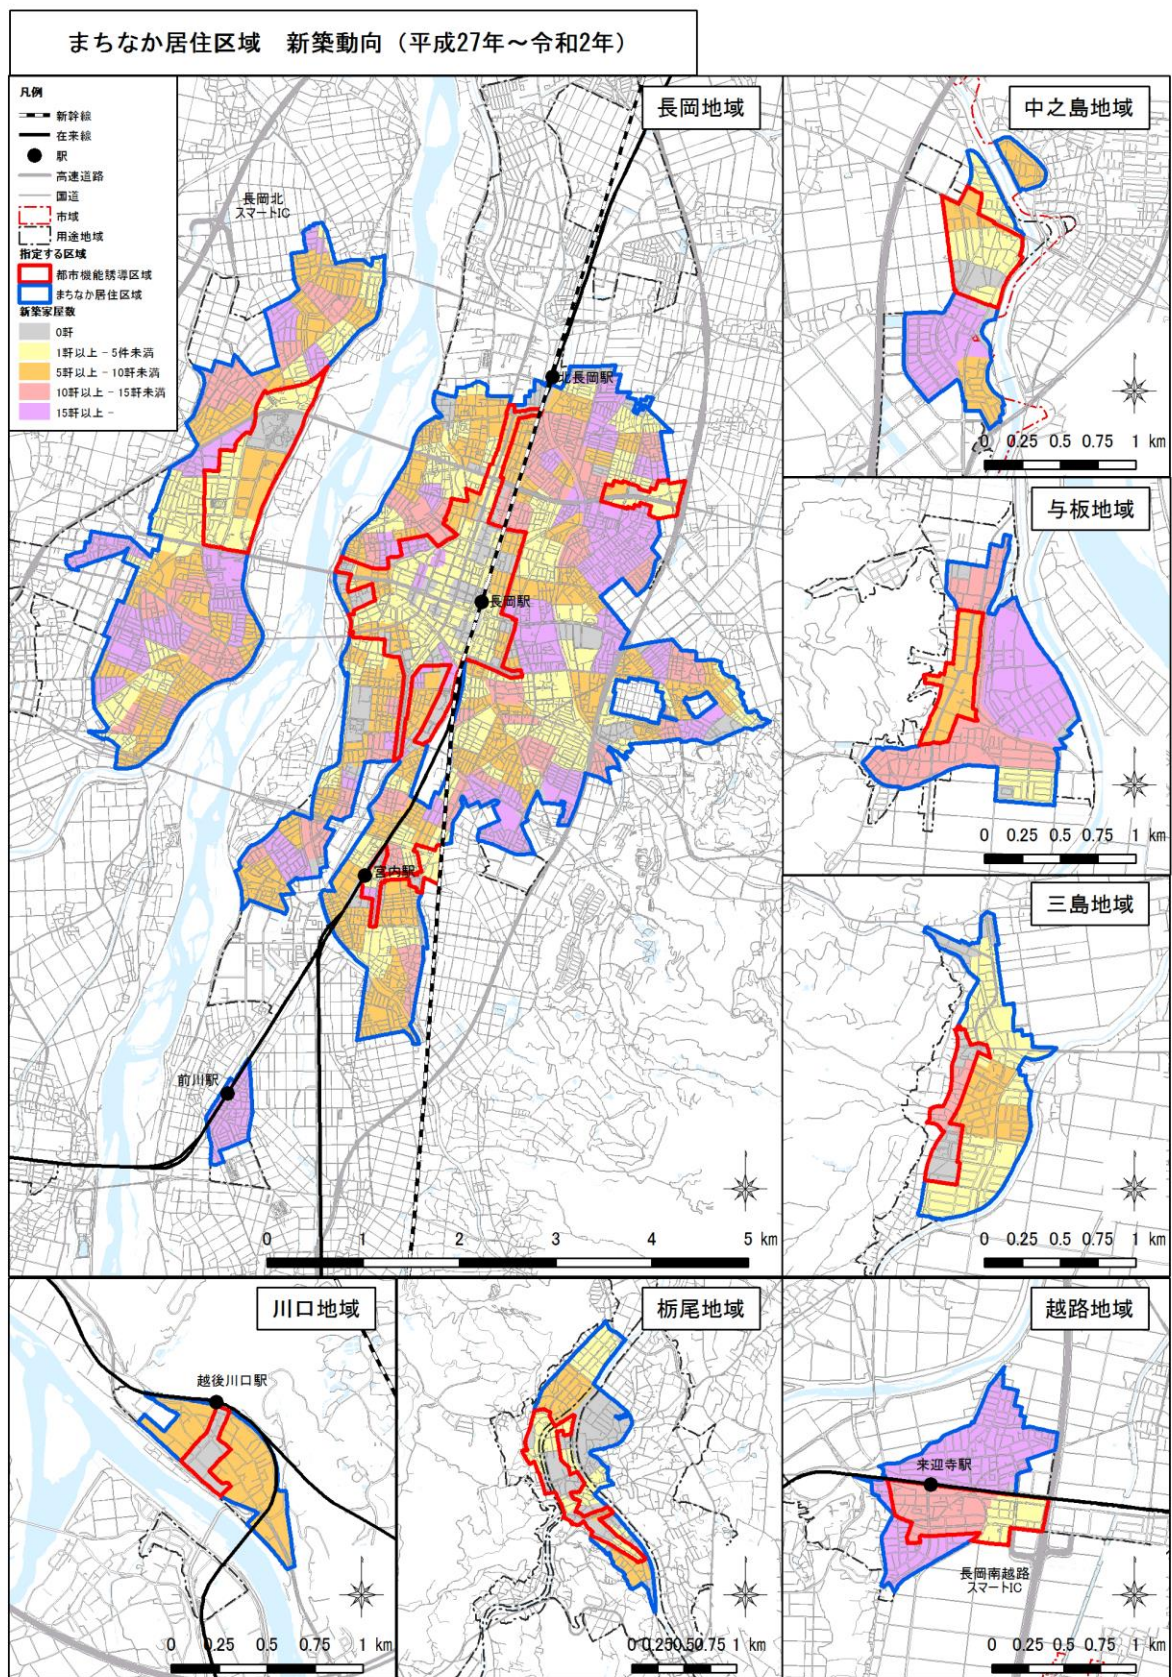 まちなか居住区域　新築動向（平成27年～令和2年）
凡例
新幹線
在来線
駅
高速道路
国道
市域
用途地域
指定する区域
都市機能誘導区域
まちなか居住区域
新築家屋数
0軒
1軒以上 - 5件未満
5軒以上 - 10軒未満
10軒以上 - 15軒未満
15軒以上 -
長岡地域
長岡北
スマートIC
北長岡駅
長岡駅
宮内駅
前川駅
0 1 2 3 4 5 km
中之島地域
0 0.25 0.5 0.75 1 km
与板地域
0 0.25 0.5 0.75 1 km
三島地域
0 0.25 0.5 0.75 1 km
川口地域
越後川口駅
0 0.25 0.5 0.75 1 km
栃尾地域
0 0.25 0.5 0.75 1 km
越路地域
来迎寺駅
長岡南越路
スマートIC
0 0.25 0.5 0.75 1 km